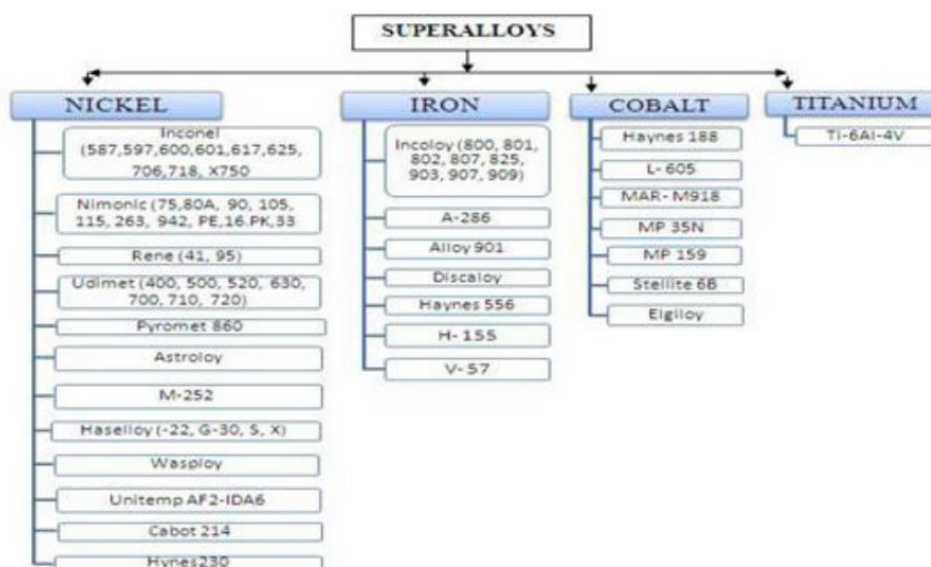 SUPERALLOYS
NICKEL
Inconel
(587,597,600,601,617,625,
706,718, X750
Nimonic (75,80A, 90, 105,
115, 263, 942, PE,16.PK,33
Rene (41, 95)
Udimet (400, 500, 520, 630,
700, 710, 720)
Pyromet 860
Astroloy
M-252
Haselloy (-22, G-30, S, X)
Wasploy
Unitemp AF2-IDA6
Cabot 214
Hynes230
IRON
Incoloy (800, 801,
802, 807, 825,
903, 907, 909)
A-286
Alloy 901
Discaloy
Haynes 556
H- 155
V- 57
COBALT
Haynes 188
L- 605
MAR- M918
MP 35N
MP 159
Stellite 6B
Elgiloy
TITANIUM
Ti-6Al-4V